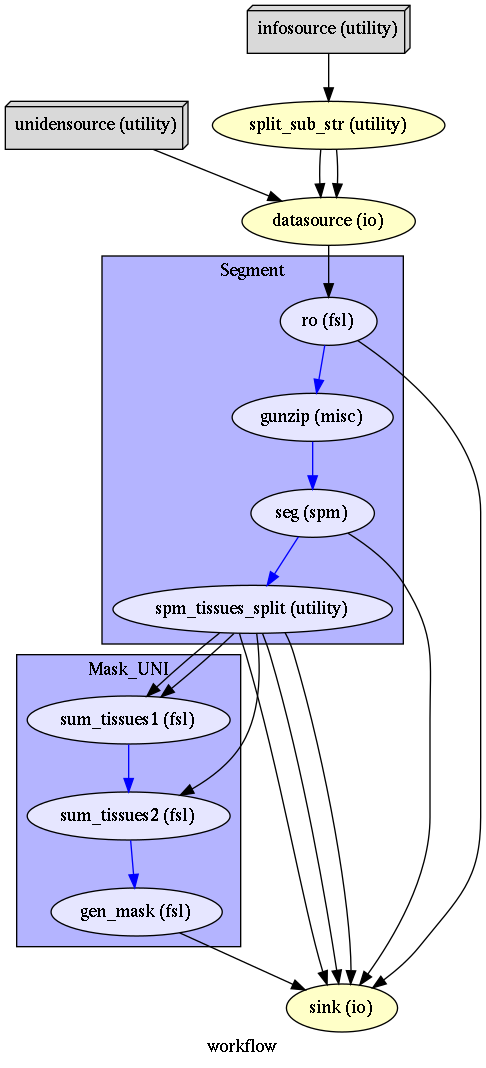 infosource (utility)
unidensource (utility)
split_sub_str (utility)
datasource (io)
Segment
ro (fsl)
gunzip (misc)
seg (spm)
spm_tissues_split (utility)
Mask_UNI
sum_tissues1 (fsl)
sum_tissues2 (fsl)
gen_mask (fsl)
sink (io)
workflow